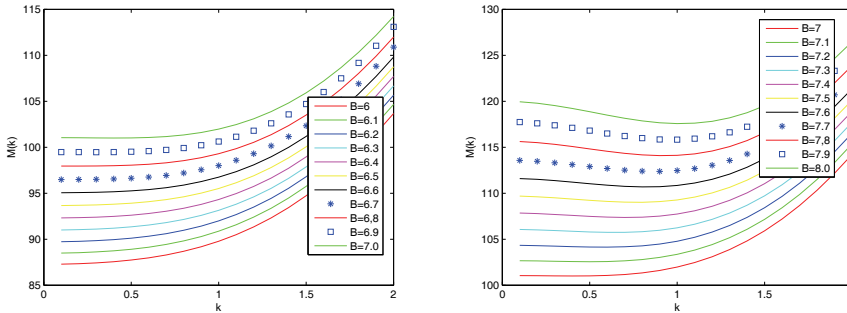 115
110
105
100
95
90
85
M(k)
0
0.5
1
1.5
2
k
B=6
B=6.1
B=6.2
B=6.3
B=6.4
B=6.5
B=6.6
B=6.7
B=6,8
B=6.9
B=7.0
130
125
120
115
110
105
100
M(k)
0
0.5
1
1.5
k
B=7
B=7.1
B=7.2
B=7.3
B=7.4
B=7.5
B=7.6
B=7.7
B=7,8
B=7.9
B=8.0